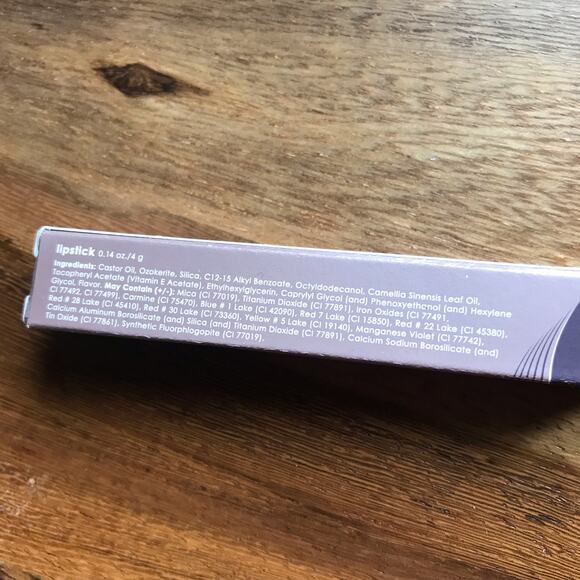 lipstick 0.14 oz./4 g
Ingredients: Castor Oil, Ozokerite, Silica, C12-15 Alkyl Benzoate, Octyldodecanol, Camellia Sinensis Leaf Oil,
Tocopheryl Acetate (Vitamin E Acetate), Ethylhexylglycerin, Caprylyl Glycol (and) Phenoxyethanol (and) Hexylene
Glycol, Flavor. May Contain (+/-): Mica (CI 77019), Titanium Dioxide (CI 77891), Iron Oxides (CI 77491,
CI 77492, CI 77499), Carmine (CI 75470), Blue # 1 Lake (CI 42090), Red 7 Lake (CI 15850), Red # 22 Lake (CI 45380),
Red # 28 Lake (CI 45410), Red # 30 Lake (CI 73360), Yellow # 5 Lake (CI 19140), Manganese Violet (CI 77742),
Calcium Aluminum Borosilicate (and) Silica (and) Titanium Dioxide (CI 77891), Calcium Sodium Borosilicate (and)
Tin Oxide (CI 77861), Synthetic Fluorphlogopite (CI 77019).